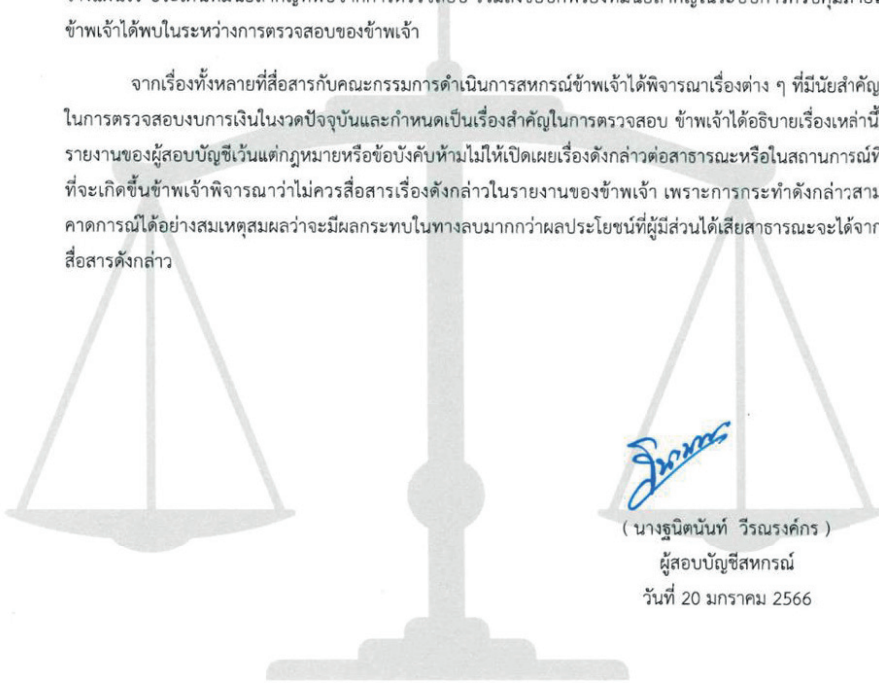 ข้าพเจ้าได้พบในระหว่างการตรวจสอบของข้าพเจ้า
จากเรื่องทั้งหลายที่สื่อสารกับคณะกรรมการดำเนินการสหกรณ์ข้าพเจ้าได้พิจารณาเรื่องต่าง ๆ ที่มีนัยสำคัญ
ในการตรวจสอบงบการเงินในงวดปัจจุบันและกำหนดเป็นเรื่องสำคัญในการตรวจสอบ ข้าพเจ้าได้อธิบายเรื่องเหล่านี้
รายงานของผู้สอบบัญชีเว้นแต่กฎหมายหรือข้อบังคับห้ามไม่ให้เปิดเผยเรื่องดังกล่าวต่อสาธารณะหรือในสถานการณ์ที่
ที่จะเกิดขึ้นข้าพเจ้าพิจารณาว่าไม่ควรสื่อสารเรื่องดังกล่าวในรายงานของข้าพเจ้า เพราะการกระทำดังกล่าวสาม
คาดการณ์ได้อย่างสมเหตุสมผลว่าจะมีผลกระทบในทางลบมากกว่าผลประโยชน์ที่ผู้มีส่วนได้เสียสาธารณะจะได้จาก
สื่อสารดังกล่าว
( นางฐนิตนันท์ วีรณรงค์กร )
ผู้สอบบัญชีสหกรณ์
วันที่ 20 มกราคม 2566